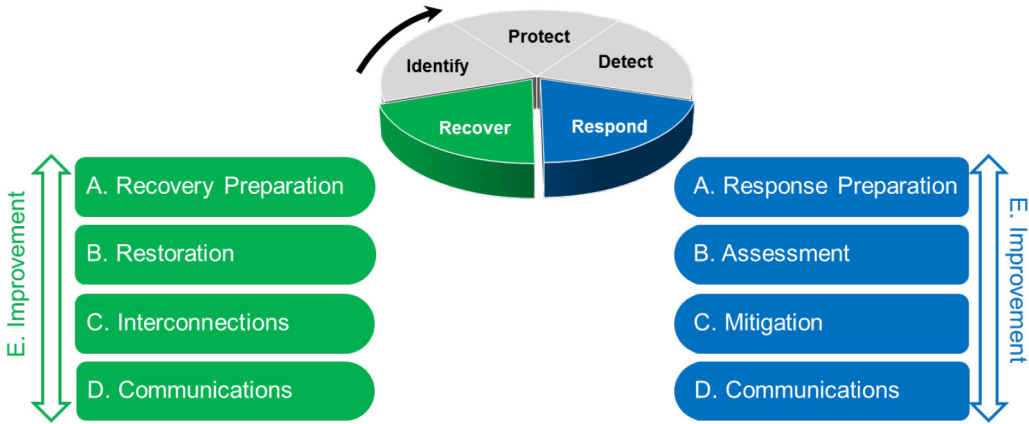 Protect
Identify
Detect
Recover
Respond
E. Improvement
A. Recovery Preparation
B. Restoration
C. Interconnections
D. Communications
A. Response Preparation
B. Assessment
C. Mitigation
D. Communications
E. Improvement